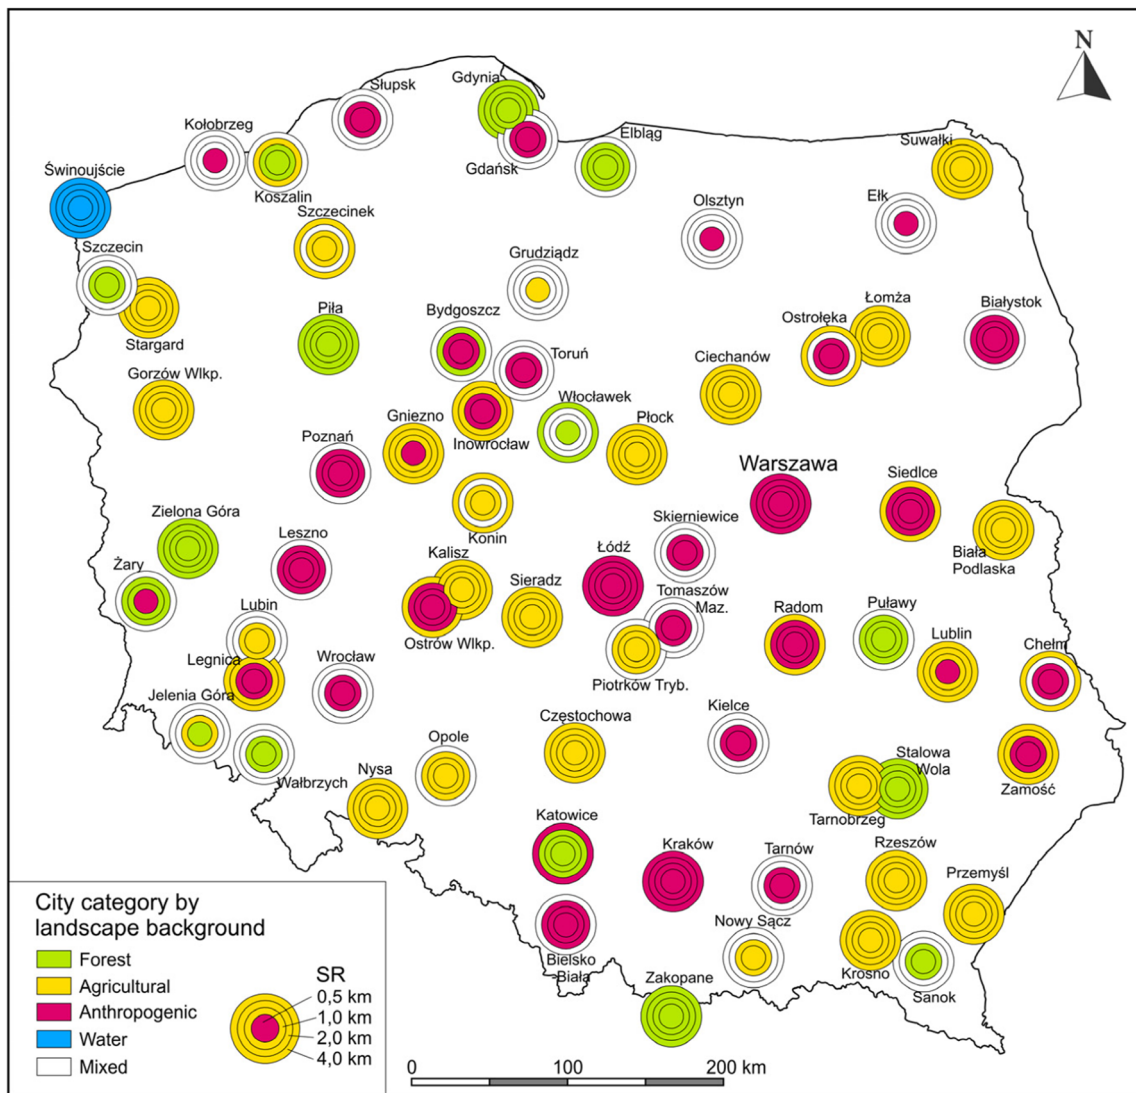 N
Słupsk
Gdynia
Kołobrzeg
Elbląg
Suwałki
Gdańsk
Koszalin
Świnoujście
Olsztyn
Ełk
Szczecinek
Szczecin
Grudziądz
Piła
Bydgoszcz
Łomża
Białystok
Ostrołęka
Stargard
Toruń
Ciechanów
Gorzów Wlkp.
Włocławek
Gniezno
Płock
Inowrocław
Poznań
Warszawa
Siedlce
Zielona Góra
Skierniewice
Leszno
Konin
Kalisz
Łódź
Biała
Podlaska
Żary
Sieradz
Tomaszów
Maz.
Lubin
Radom
Puławy
Lublin
Ostrów Wlkp.
Chełm
Legnica
Wrocław
Piotrków Tryb.
Jelenia Góra
Kielce
Częstochowa
Opole
Stalowa
Wola
Nysa
Wałbrzych
Zamość
Tarnobrzeg
Katowice
Kraków
Tarnów
Rzeszów
Przemyśl
Nowy Sącz
Bielsko
Biała
Krosno
Zakopane
Sanok
City category by
landscape background
Forest
Agricultural
Anthropogenic
Water
Mixed
SR
0,5 km
1,0 km
2,0 km
4,0 km
0 100 200 km